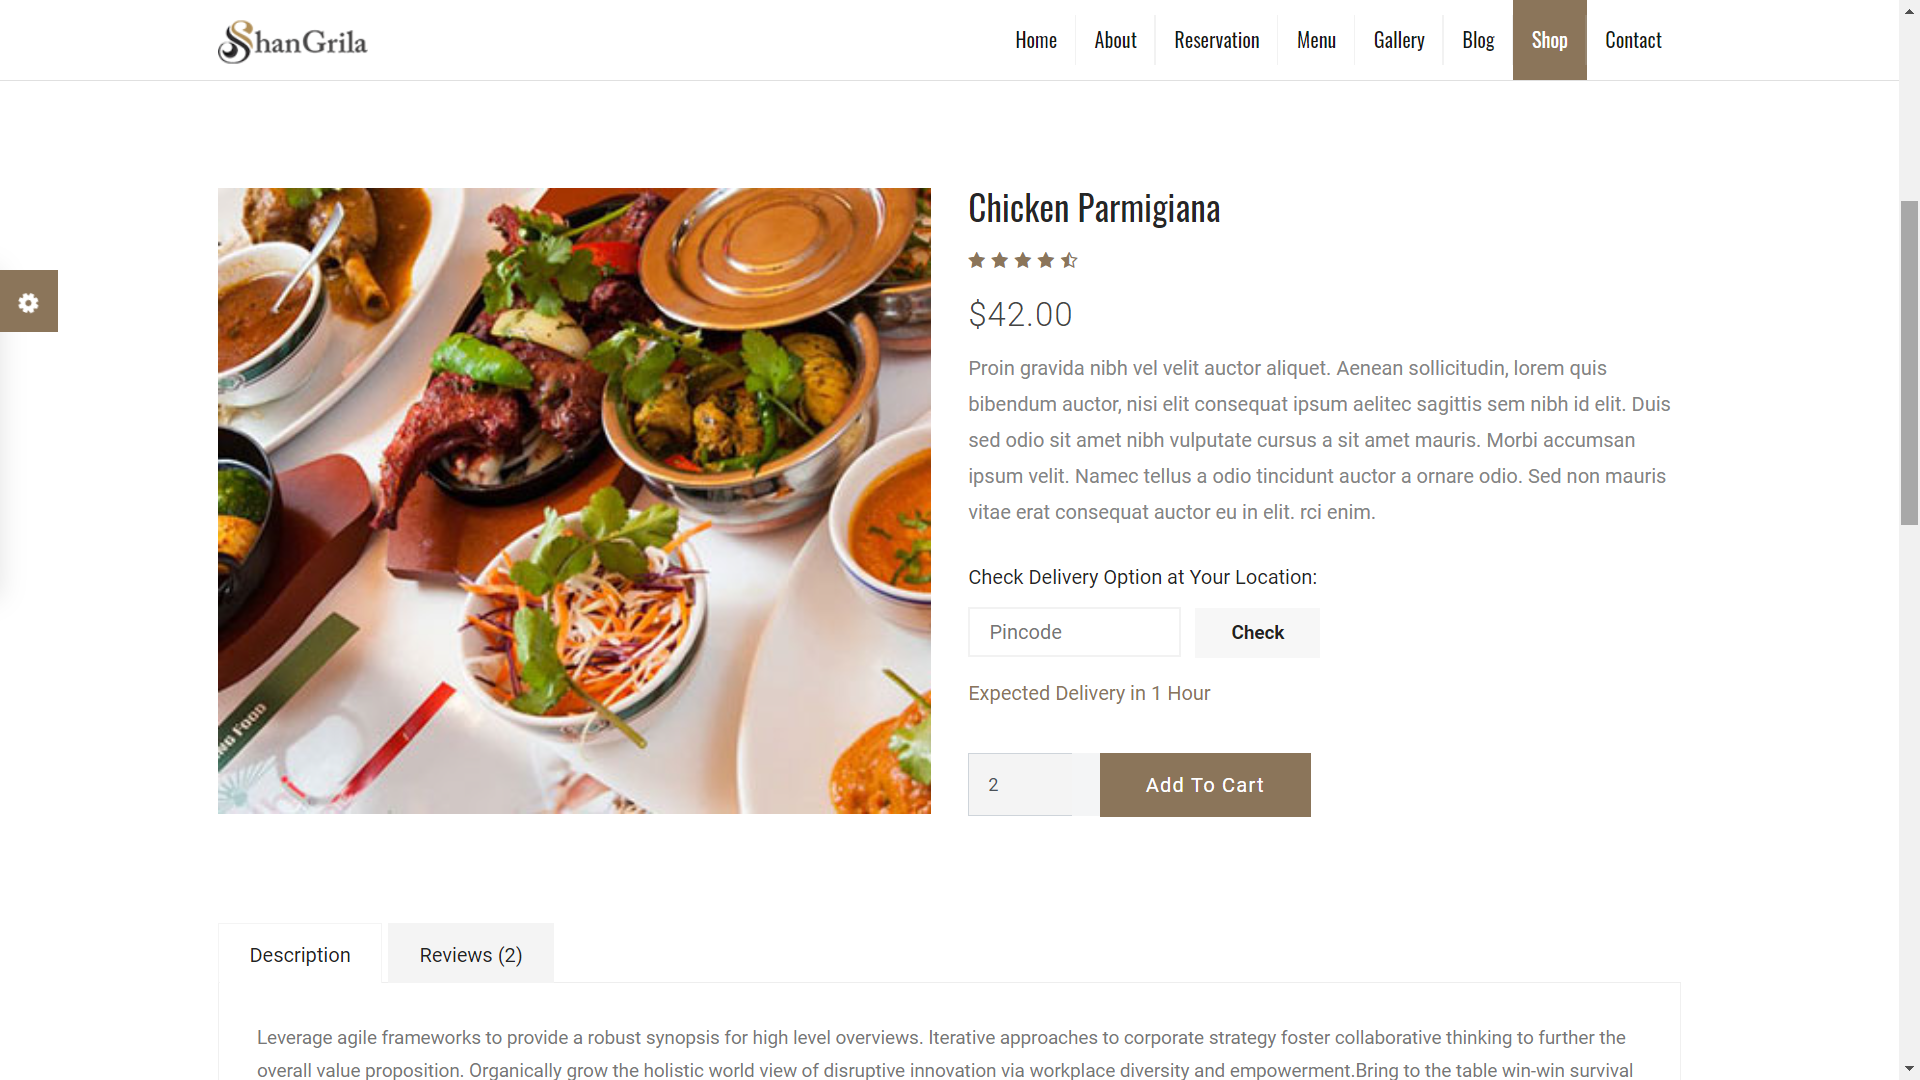 ShanGrila
Home
About
Reservation
Menu
Gallery
Blog
Shop
Contact
Chicken Parmigiana
$42.00
Proin gravida nibh vel velit auctor aliquet. Aenean sollicitudin, lorem quis
bibendum auctor, nisi elit consequat ipsum aelitec sagittis sem nibh id elit. Duis
sed odio sit amet nibh vulputate cursus a sit amet mauris. Morbi accumsan
ipsum velit. Namec tellus a odio tincidunt auctor a ornare odio. Sed non mauris
vitae erat consequat auctor eu in elit. rci enim.
Check Delivery Option at Your Location:
Pincode
Check
Expected Delivery in 1 Hour
2
Add To Cart
NG FOOD
Description
Reviews (2)
Leverage agile frameworks to provide a robust synopsis for high level overviews. Iterative approaches to corporate strategy foster collaborative thinking to further the
overall value proposition. Organically grow the holistic world view of disruptive innovation via workplace diversity and empowerment.Bring to the table win-win survival